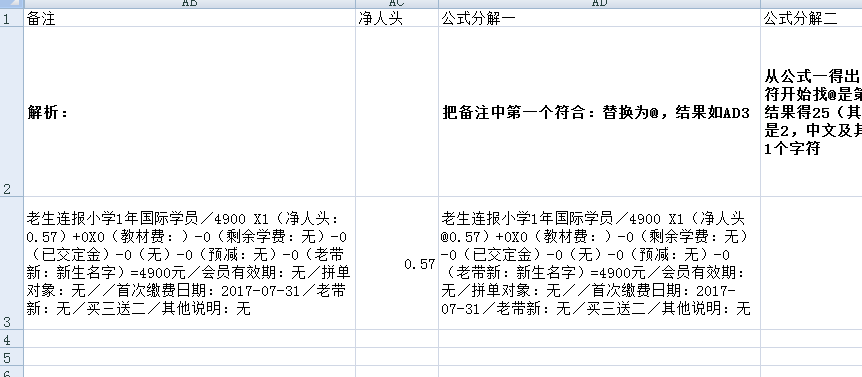 AB AC AD
1 备注 净人头 公式分解一 公式分解二
2 解析： 把备注中第一个符合：替换为@，结果如AD3
从公式一得出
符开始找@是第
结果得25（其
是2，中文及其
1个字符
3
老生连报小学1年国际学员／4900 X1（净人头：
0.57）+0X0（教材费：）-0（剩余学费：无）-0
（已交定金）-0（无）-0（预减：无）-0（老带
新：新生名字）=4900元／会员有效期：无／拼单
对象：无／／首次缴费日期：2017-07-31／老带
新：无／买三送二／其他说明：无
0.57
老生连报小学1年国际学员／4900 X1（净人头
@0.57）+0X0（教材费：）-0（剩余学费：无）
-0（已交定金）-0（无）-0（预减：无）-0
（老带新：新生名字）=4900元／会员有效期：
无／拼单对象：无／／首次缴费日期：2017-
07-31／老带新：无／买三送二／其他说明：无
4
5
6